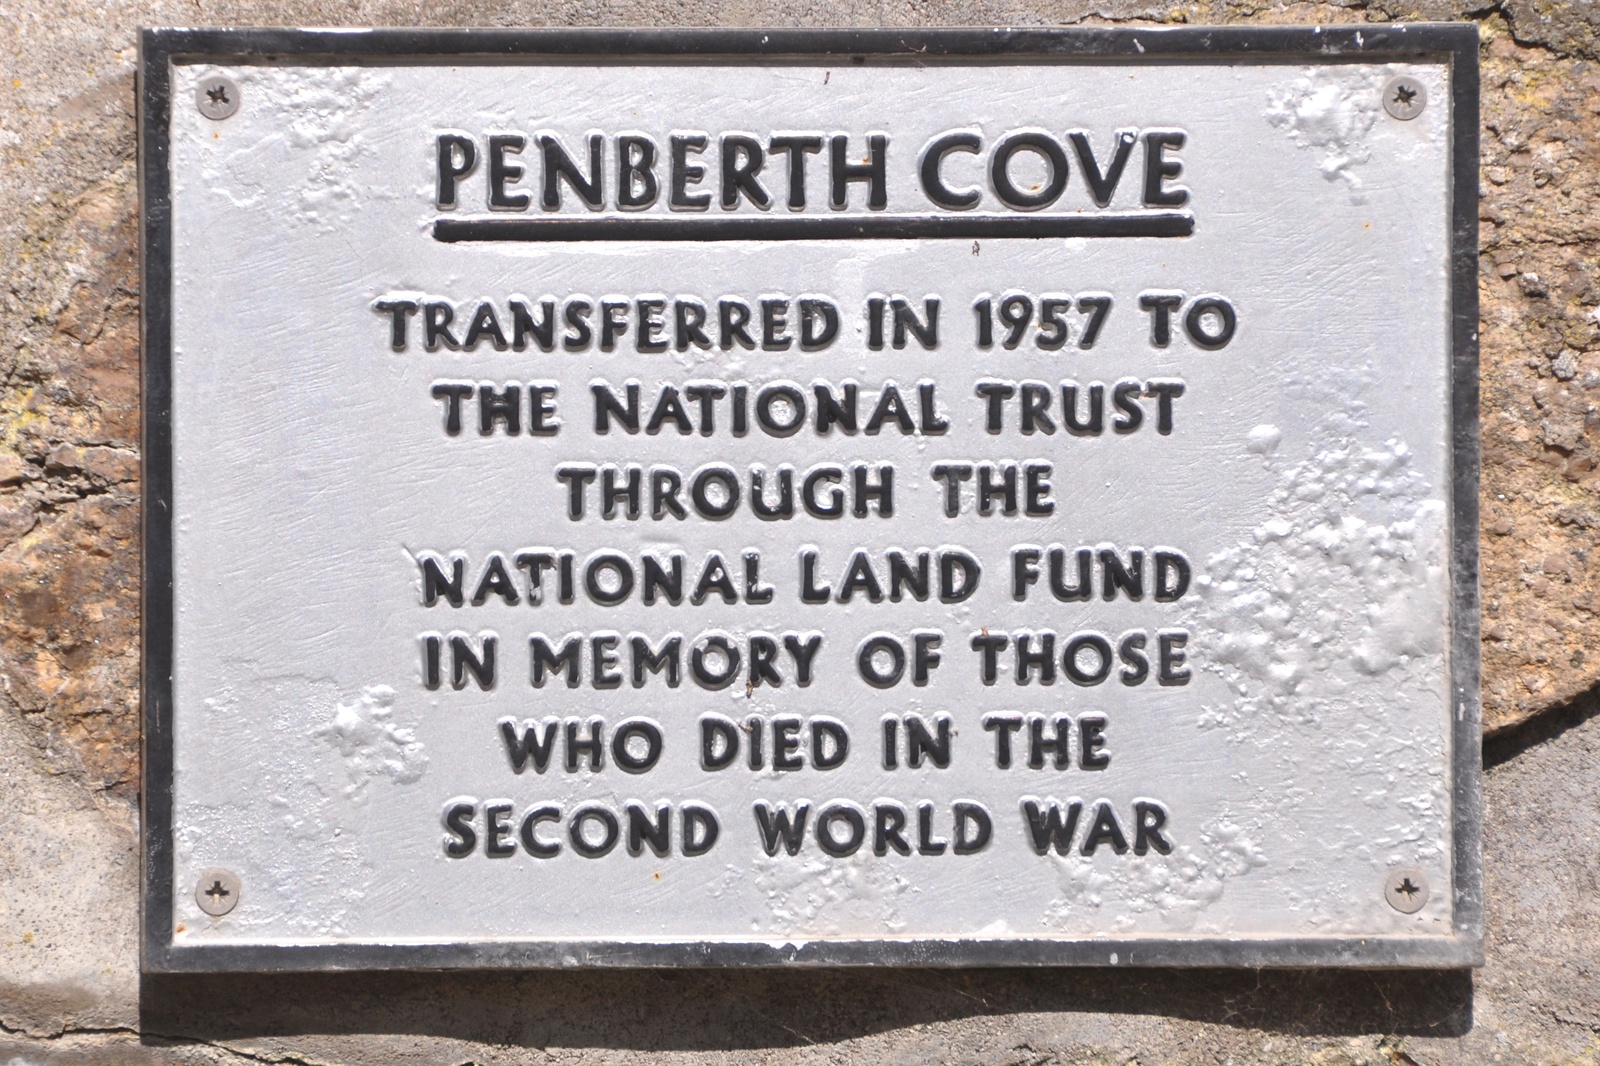 PENBERTH COVE
TRANSFERRED IN 1957 TO
THE NATIONAL TRUST
THROUGH THE
NATIONAL LAND FUND
IN MEMORY OF THOSE
WHO DIED IN THE
SECOND WORLD WAR